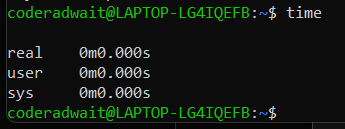 coderadwait@LAPTOP-LG4IQEFB:~$ time
real 0m0.000s
user 0m0.000s
sys 0m0.000s
coderadwait@LAPTOP-LG4IQEFB:~$